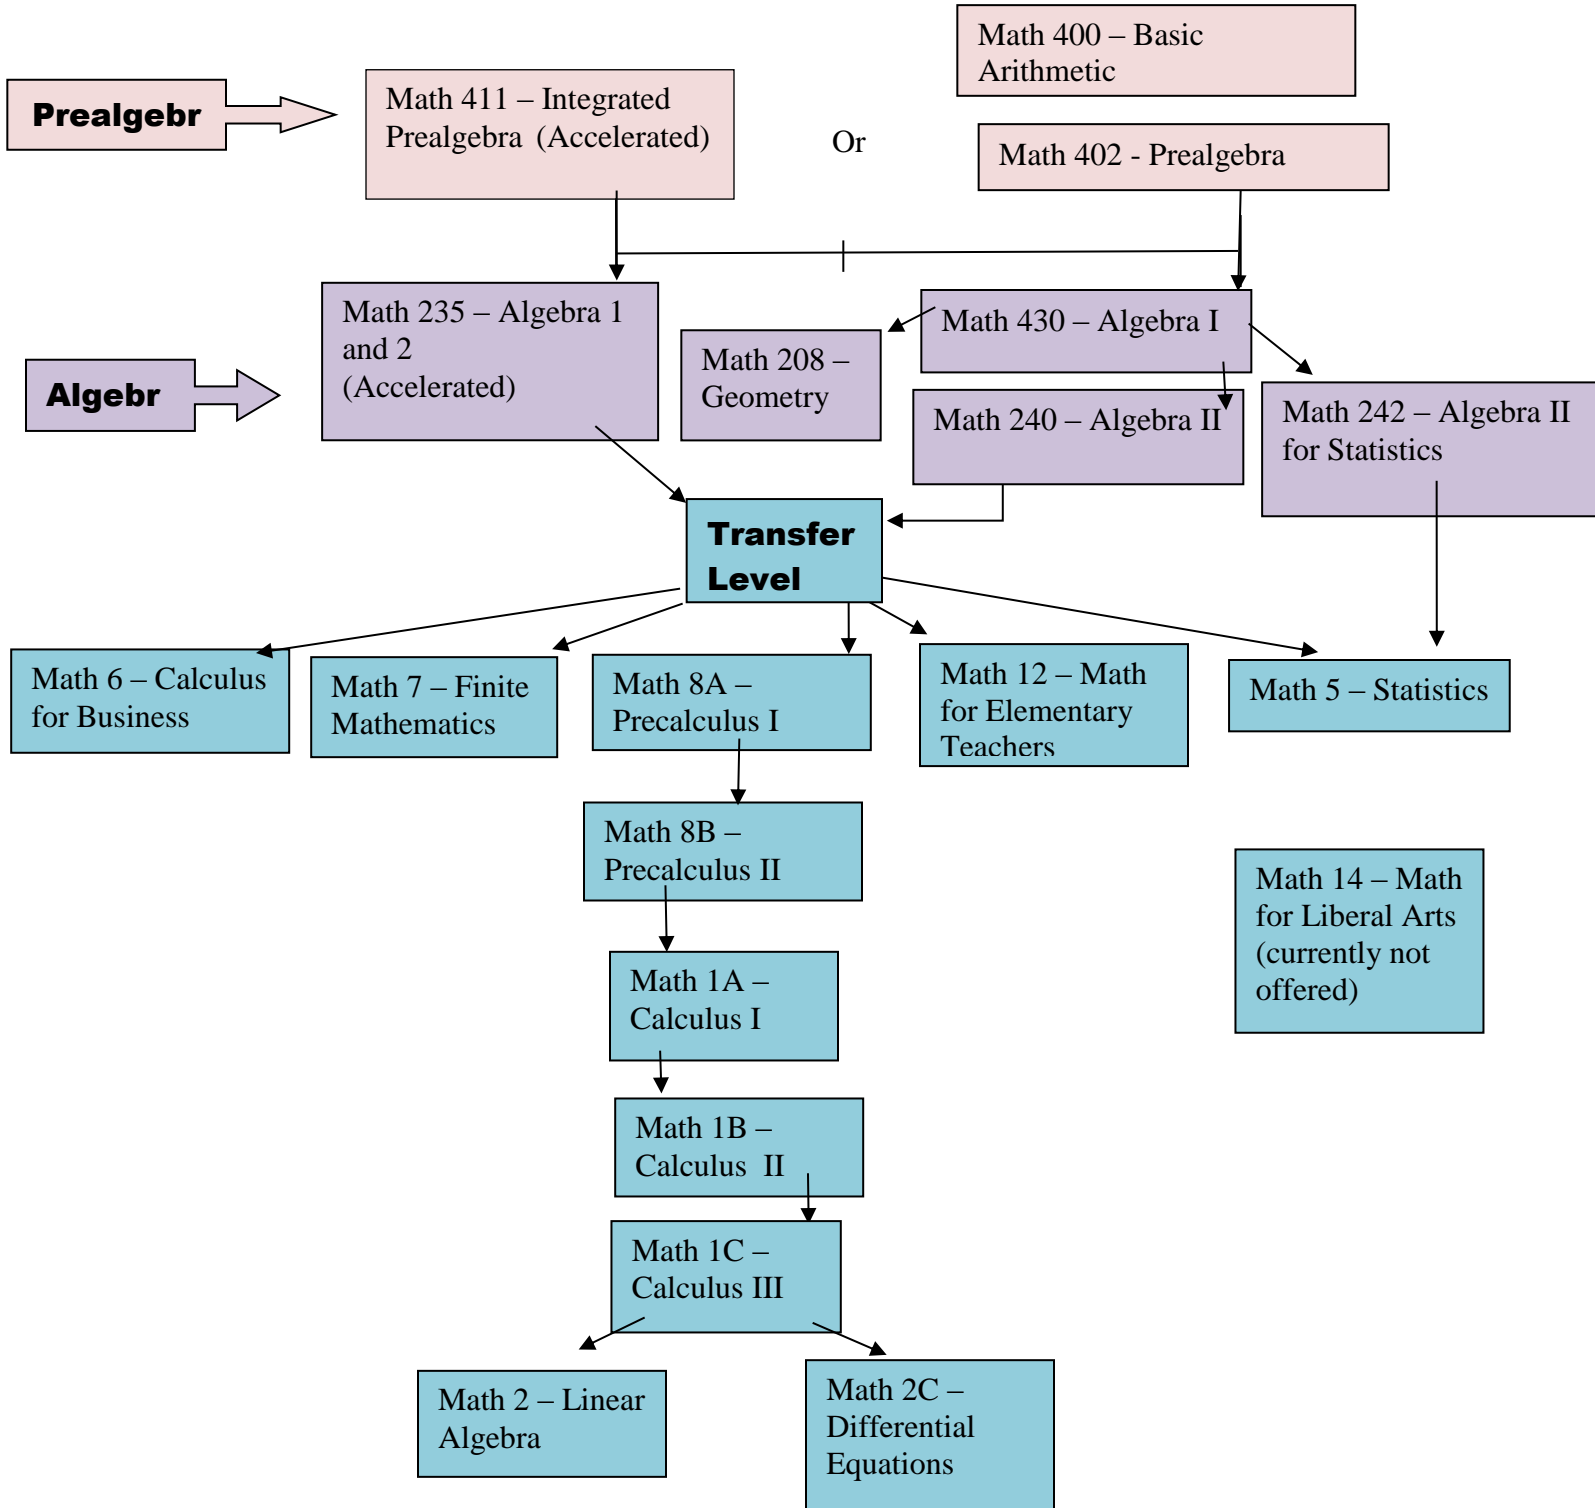 Math 400 – Basic
Arithmetic
Prealgebr
Math 411 – Integrated
Prealgebra (Accelerated)
Or
Math 402 - Prealgebra
Math 235 – Algebra 1
and 2
(Accelerated)
Math 430 – Algebra I
Math 208 –
Geometry
Algebr
Math 240 – Algebra II
Math 242 – Algebra II
for Statistics
Transfer
Level
Math 6 – Calculus
for Business
Math 7 – Finite
Mathematics
Math 8A –
Precalculus I
Math 12 – Math
for Elementary
Teachers
Math 5 – Statistics
Math 8B –
Precalculus II
Math 14 – Math
for Liberal Arts
(currently not
offered)
Math 1A –
Calculus I
Math 1B –
Calculus II
Math 1C –
Calculus III
Math 2 – Linear
Algebra
Math 2C –
Differential
Equations